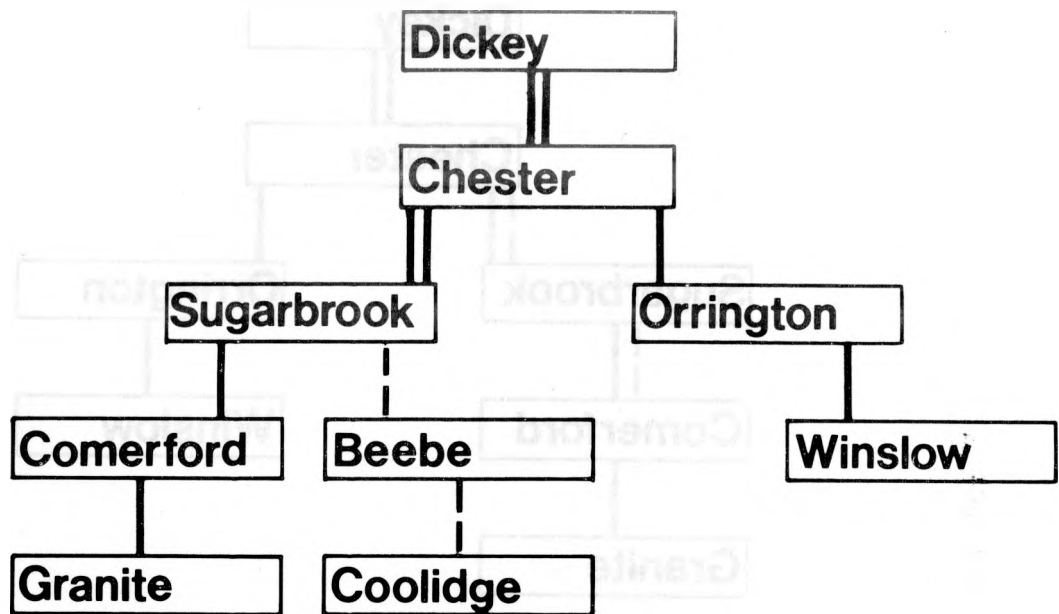 Dickey
Chester
Sugarbrook
Orrington
Comerford
Beebe
Winslow
Granite
Coolidge